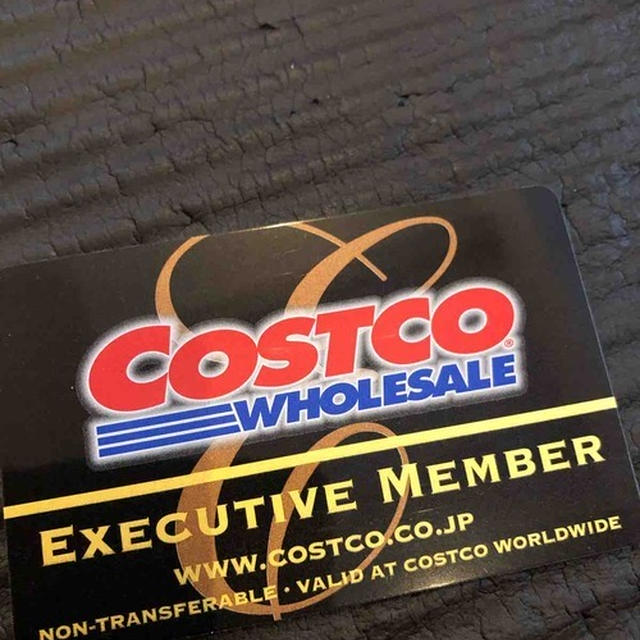 COSTCO®
WHOLESALE
EXECUTIVE MEMBER
WWW.COSTCO.CO.JP
NON-TRANSFERABLE · VALID AT COSTCO WORLDWIDE